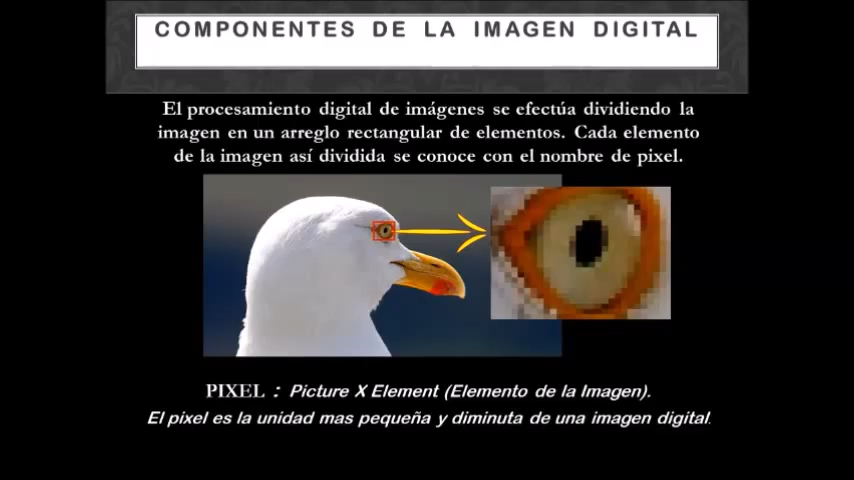 COMPONENTES DE LA IMAGEN DIGITAL
El procesamiento digital de imágenes se efectúa dividiendo la
imagen en un arreglo rectangular de elementos. Cada elemento
de la imagen así dividida se conoce con el nombre de pixel.
PIXEL : Picture X Element (Elemento de la Imagen).
El pixel es la unidad mas pequeña y diminuta de una imagen digital.